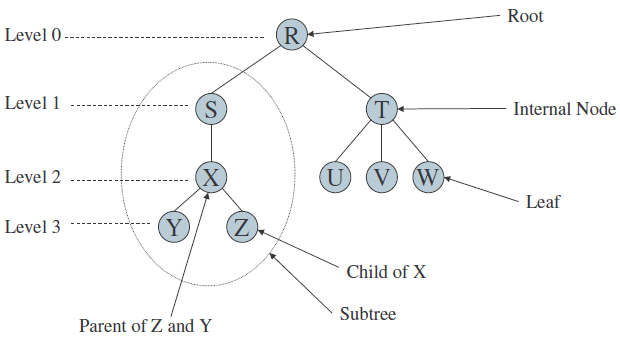 Root
Level 0
R
Level 1
S
T
Internal Node
Level 2
X
U
V
W
Leaf
Level 3
Y
Z
Child of X
Subtree
Parent of Z and Y